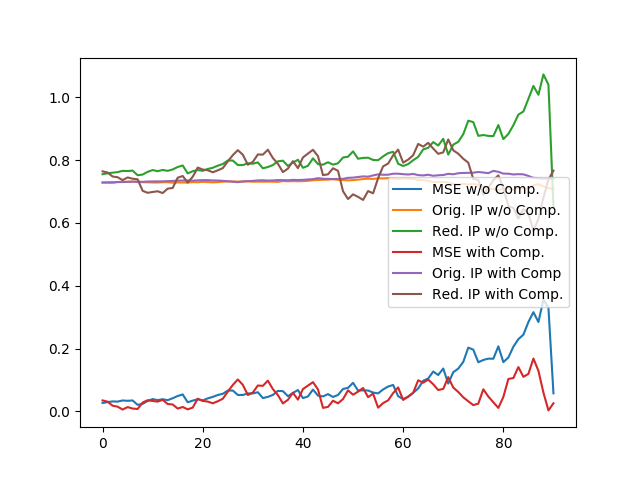 1.0
0.8
0.6
0.4
0.2
0.0
MSE w/o Comp.
Orig. IP w/o Comp.
Red. IP w/o Comp.
MSE with Comp.
Orig. IP with Comp
Red. IP with Comp.
0 20 40 60 80